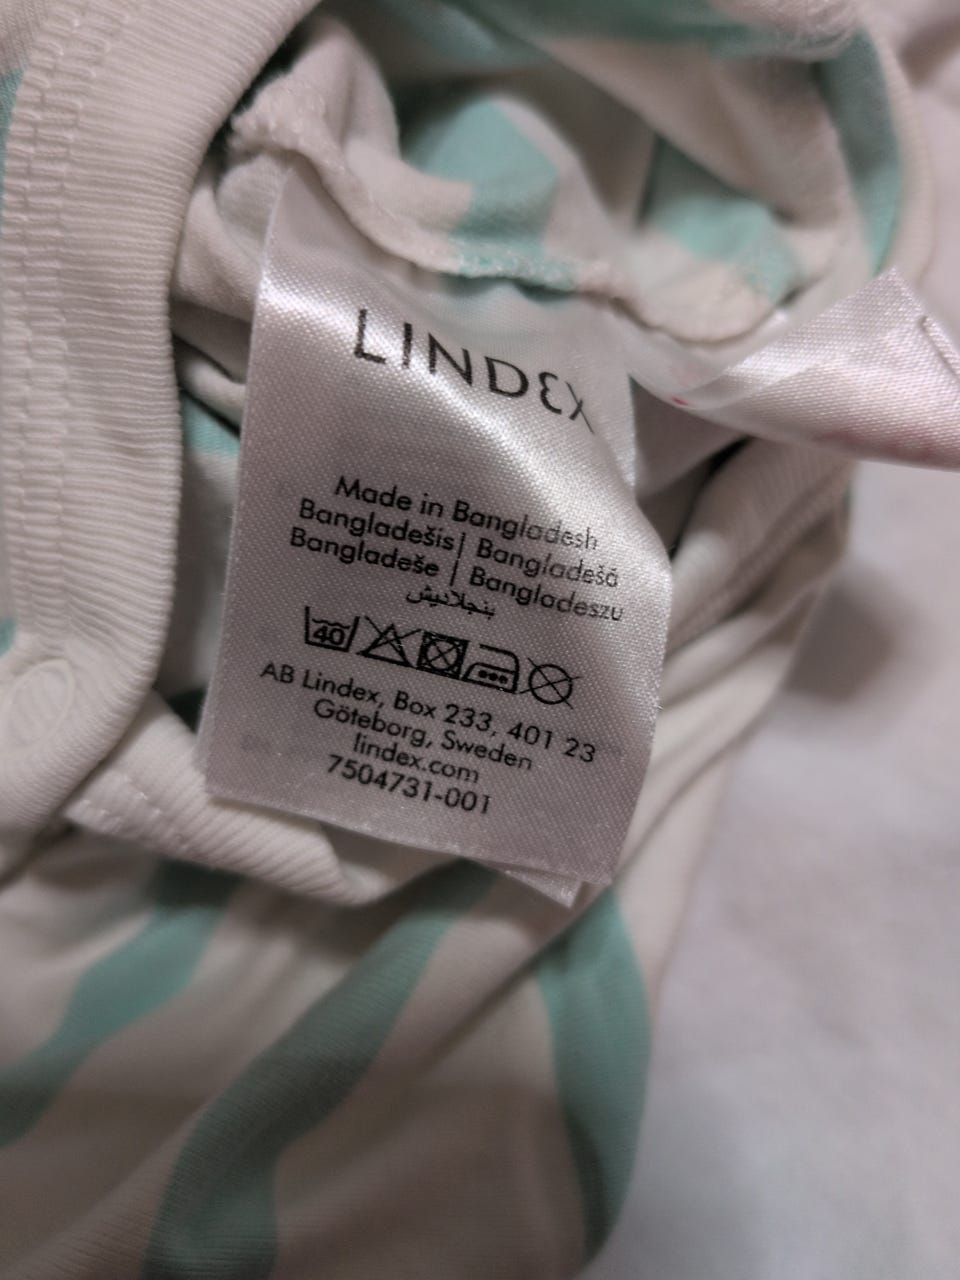 LINDEX
Made in Bangladesh
Bangladešis | Bangladešā
Bangladeše | Bangladeszu
بنجلاديش
40
AB Lindex, Box 233, 401 23
Göteborg, Sweden
lindex.com
7504731-001